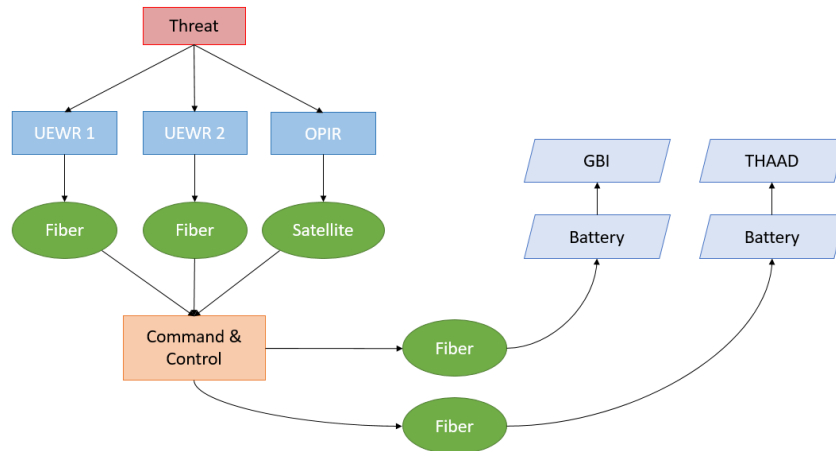 Threat
UEWR 1
UEWR 2
OPIR
GBI
THAAD
Fiber
Fiber
Satellite
Battery
Battery
Command &
Control
Fiber
Fiber